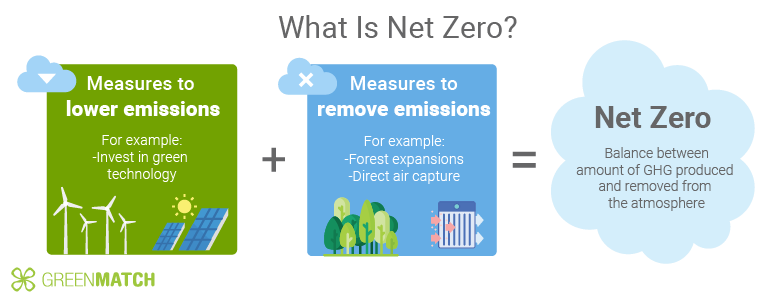 What Is Net Zero?
Measures to
lower emissions
For example:
-Invest in green
technology
+
Measures to
remove emissions
For example:
-Forest expansions
-Direct air capture
=
Net Zero
Balance between
amount of GHG produced
and removed from
the atmosphere
GREENMATCH